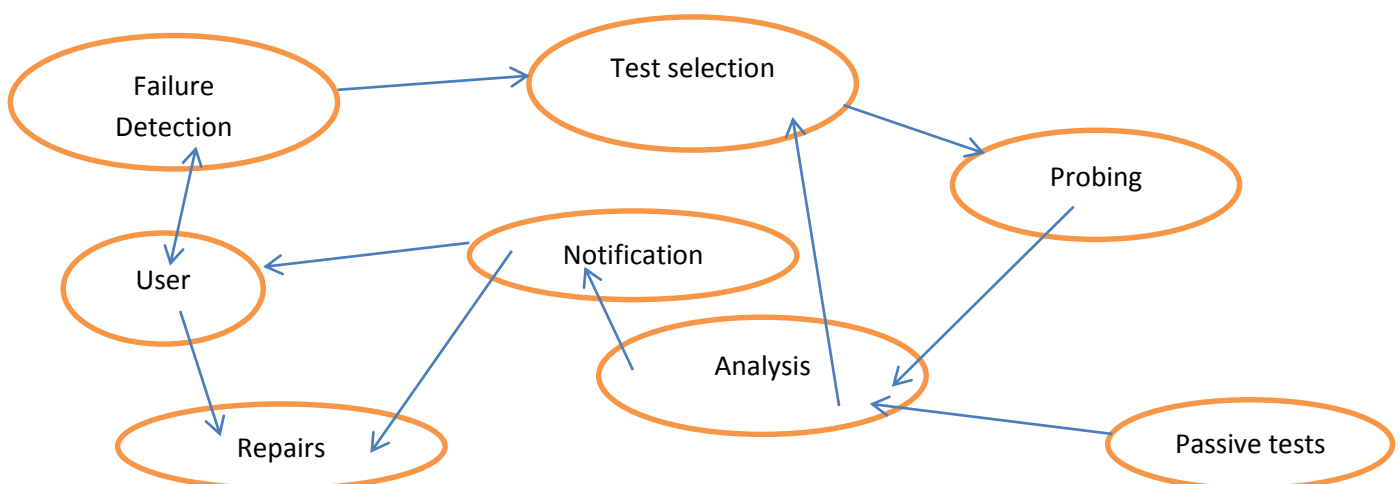 Failure
Detection
Test selection
Probing
User
Notification
Analysis
Repairs
Passive tests